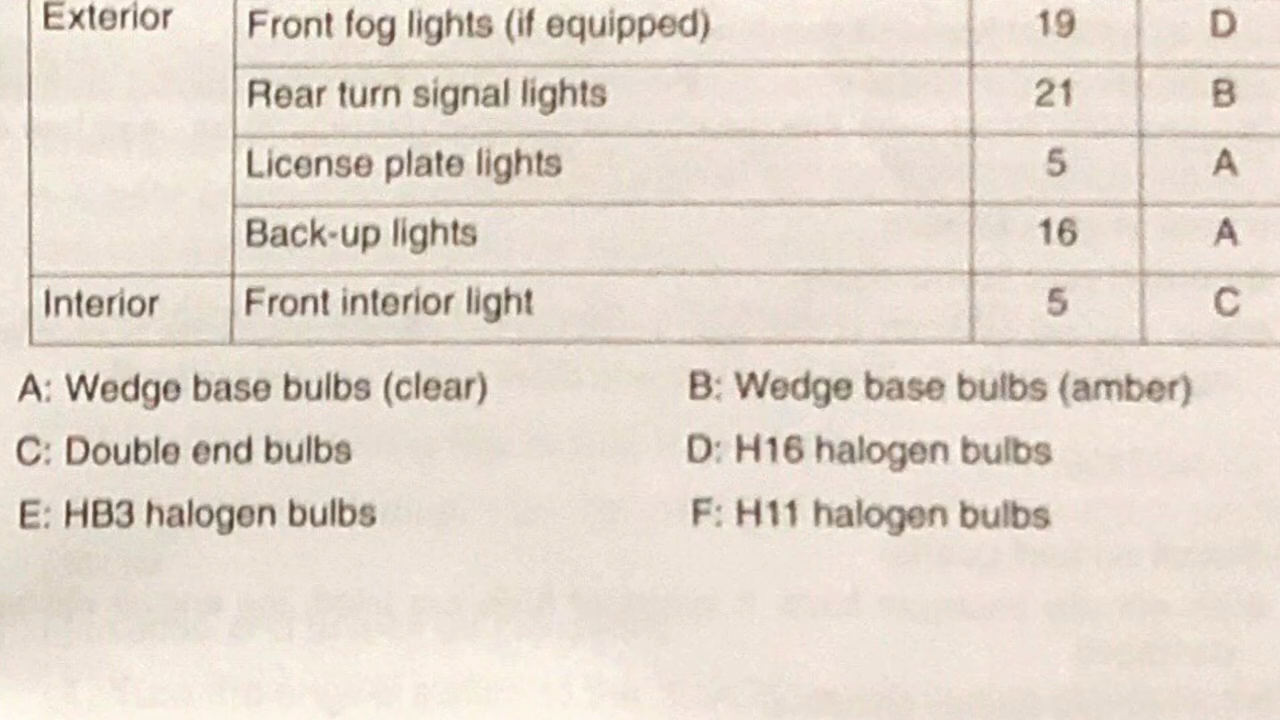 Exterior Front fog lights (if equipped) 19 D
Rear turn signal lights 21 B
License plate lights 5 A
Back-up lights 16 A
Interior Front interior light 5 C
A: Wedge base bulbs (clear) B: Wedge base bulbs (amber)
C: Double end bulbs D: H16 halogen bulbs
E: HB3 halogen bulbs F: H11 halogen bulbs